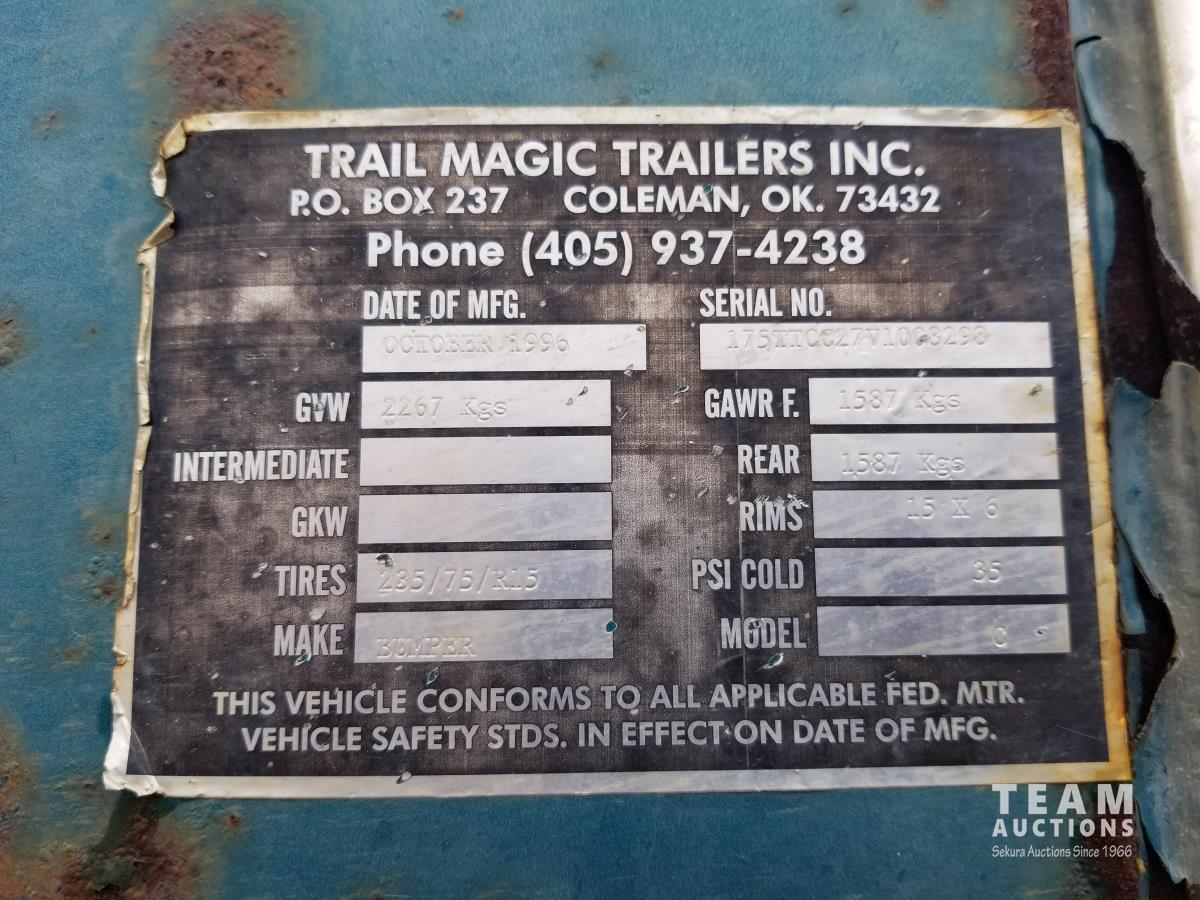 TRAIL MAGIC TRAILERS INC.
P.O. BOX 237 COLEMAN, OK. 73432
Phone (405) 937-4238
DATE OF MFG. SERIAL NO.
OCTOBER 1996
GVW 2267 Kgs GAWR F. 1587 Kgs
INTERMEDIATE REAR 1587 Kgs
GKW RIMS 15 X 6
TIRES 235/75/R15 PSI COLD 35
MAKE BUMPER MODEL C
THIS VEHICLE CONFORMS TO ALL APPLICABLE FED. MTR.
VEHICLE SAFETY STDS. IN EFFECT ON DATE OF MFG.
TEAM
AUCTIONS
Sekura Auctions Since 1966